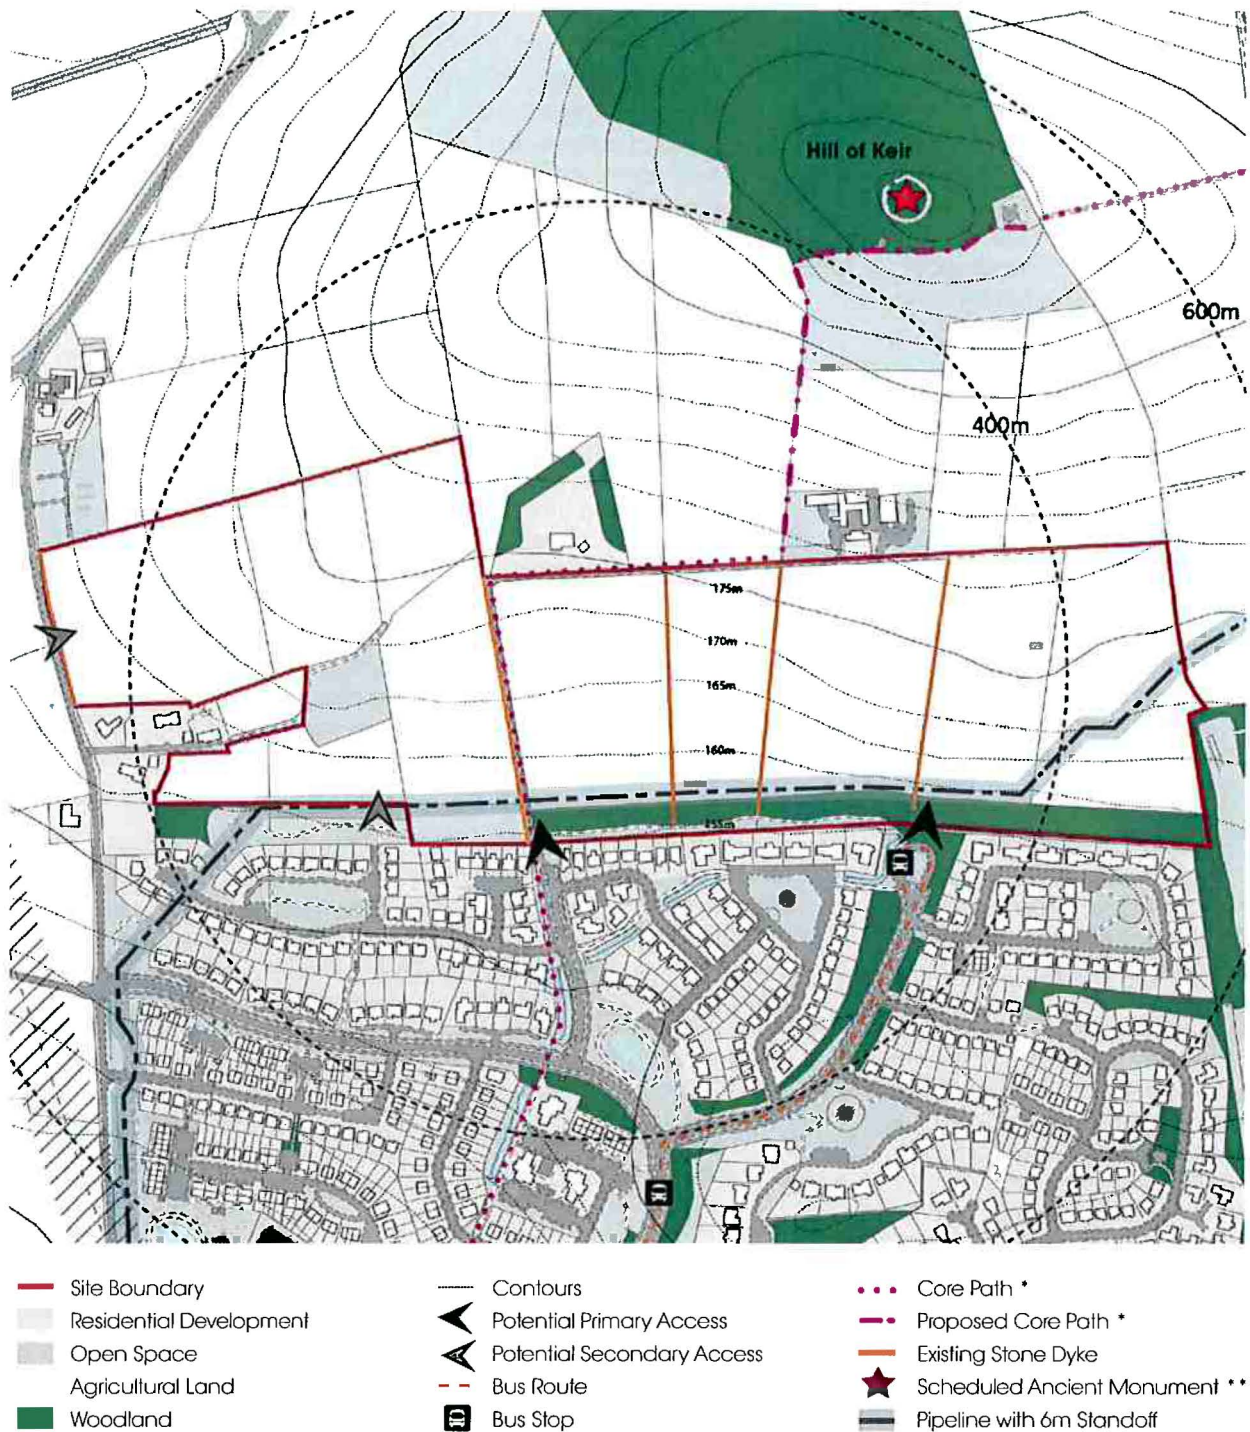 Hill of Keir
600m
400m
175m
170m
165m
160m
155m
Site Boundary
Residential Development
Open Space
Agricultural Land
Woodland
Contours
Potential Primary Access
Potential Secondary Access
Bus Route
Bus Stop
Core Path *
Proposed Core Path *
Existing Stone Dyke
Scheduled Ancient Monument **
Pipeline with 6m Standoff